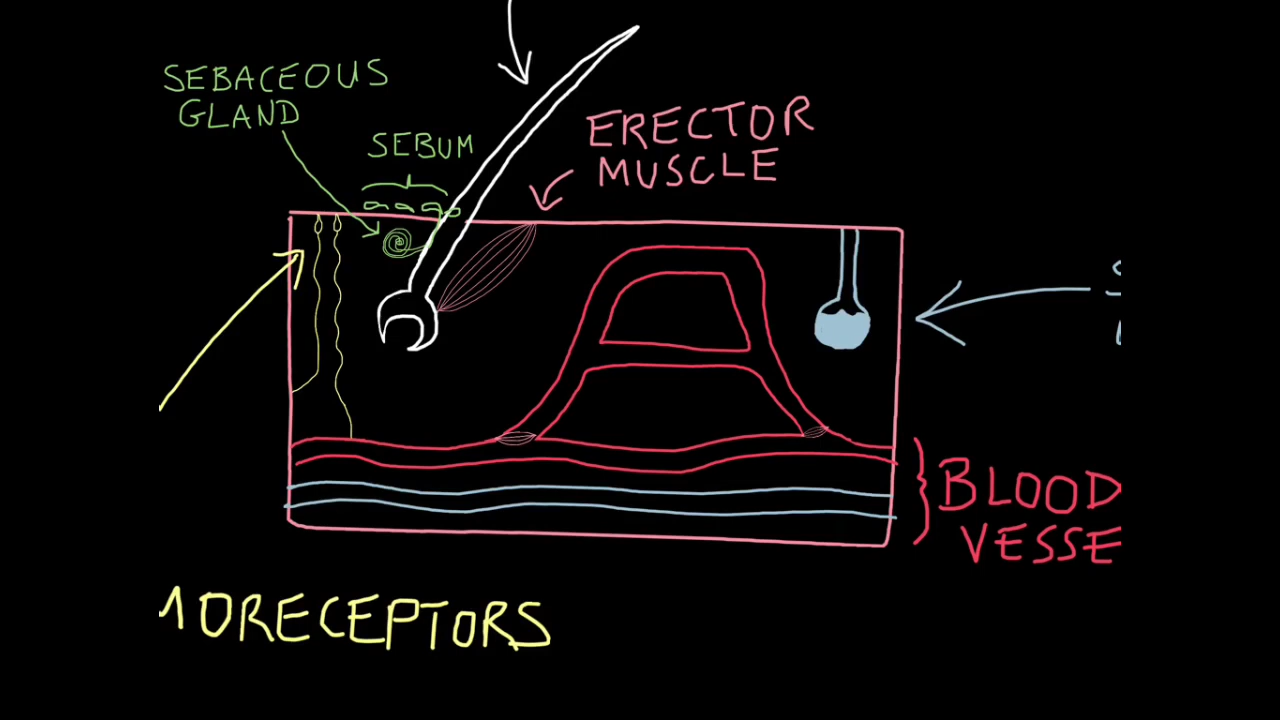 SEBACEOUS
GLAND
SEBUM
ERECTOR
MUSCLE
BLOOD
VESSE
ORECEPTORS